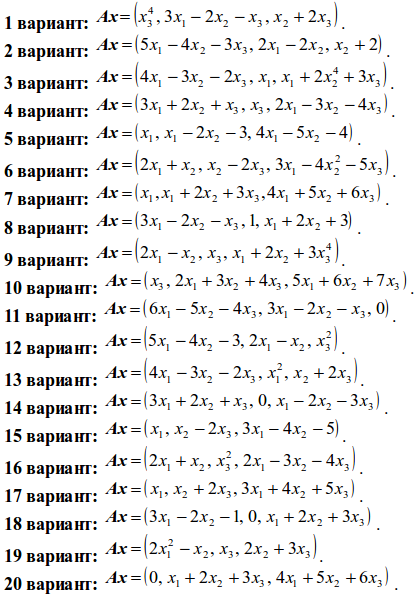 1 вариант: Ax=(x₃⁴, 3x₁−2x₂−x₃, x₂+2x₃).
2 вариант: Ax=(5x₁−4x₂−3x₃, 2x₁−2x₂, x₂+2).
3 вариант: Ax=(4x₁−3x₂−2x₃, x₁, x₁+2x₂⁴+3x₃).
4 вариант: Ax=(3x₁+2x₂+x₃, x₃, 2x₁−3x₂−4x₃).
5 вариант: Ax=(x₁, x₁−2x₂−3, 4x₁−5x₂−4).
6 вариант: Ax=(2x₁+x₂, x₂−2x₃, 3x₁−4x₂²−5x₃).
7 вариант: Ax=(x₁,x₁+2x₂+3x₃,4x₁+5x₂+6x₃).
8 вариант: Ax=(3x₁−2x₂−x₃,1, x₁+2x₂+3).
9 вариант: Ax=(2x₁−x₂, x₃, x₁+2x₂+3x₃⁴).
10 вариант: Ax=(x₃, 2x₁+3x₂+4x₃, 5x₁+6x₂+7x₃).
11 вариант: Ax=(6x₁−5x₂−4x₃, 3x₁−2x₂−x₃, 0).
12 вариант: Ax=(5x₁−4x₂−3, 2x₁−x₂, x₃²).
13 вариант: Ax=(4x₁−3x₂−2x₃, x₁², x₂+2x₃).
14 вариант: Ax=(3x₁+2x₂+x₃, 0, x₁−2x₂−3x₃).
15 вариант: Ax=(x₁, x₂−2x₃, 3x₁−4x₂−5).
16 вариант: Ax=(2x₁+x₂, x₃², 2x₁−3x₂−4x₃).
17 вариант: Ax=(x₁, x₂+2x₃, 3x₁+4x₂+5x₃).
18 вариант: Ax=(3x₁−2x₂−1, 0, x₁+2x₂+3x₃).
19 вариант: Ax=(2x₁²−x₂, x₃, 2x₂+3x₃).
20 вариант: Ax=(0, x₁+2x₂+3x₃, 4x₁+5x₂+6x₃).